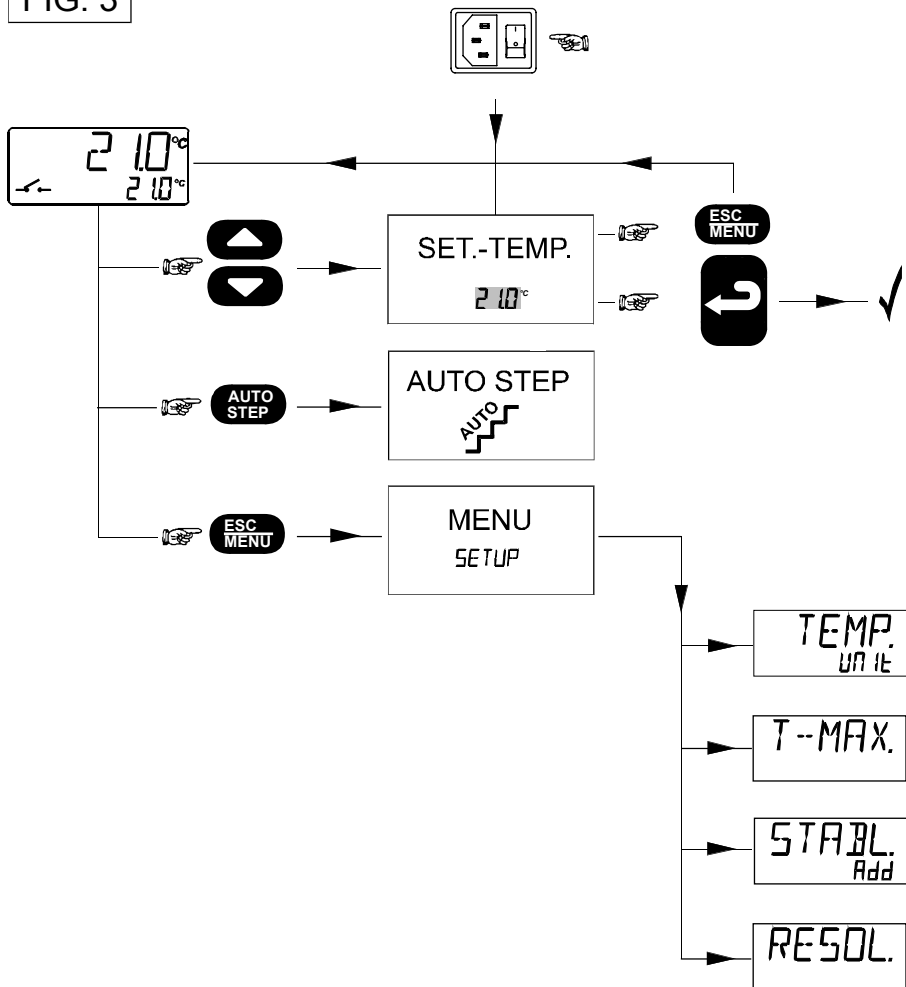 FIG. 3
21.0 °C
21.0 °C
SET.-TEMP.
21.0 °C
ESC
MENU
AUTO
STEP
AUTO STEP
AUTO
ESC
MENU
MENU
SETUP
TEMP.
UnIt
T--MAX.
STABL.
Add
RESOL.